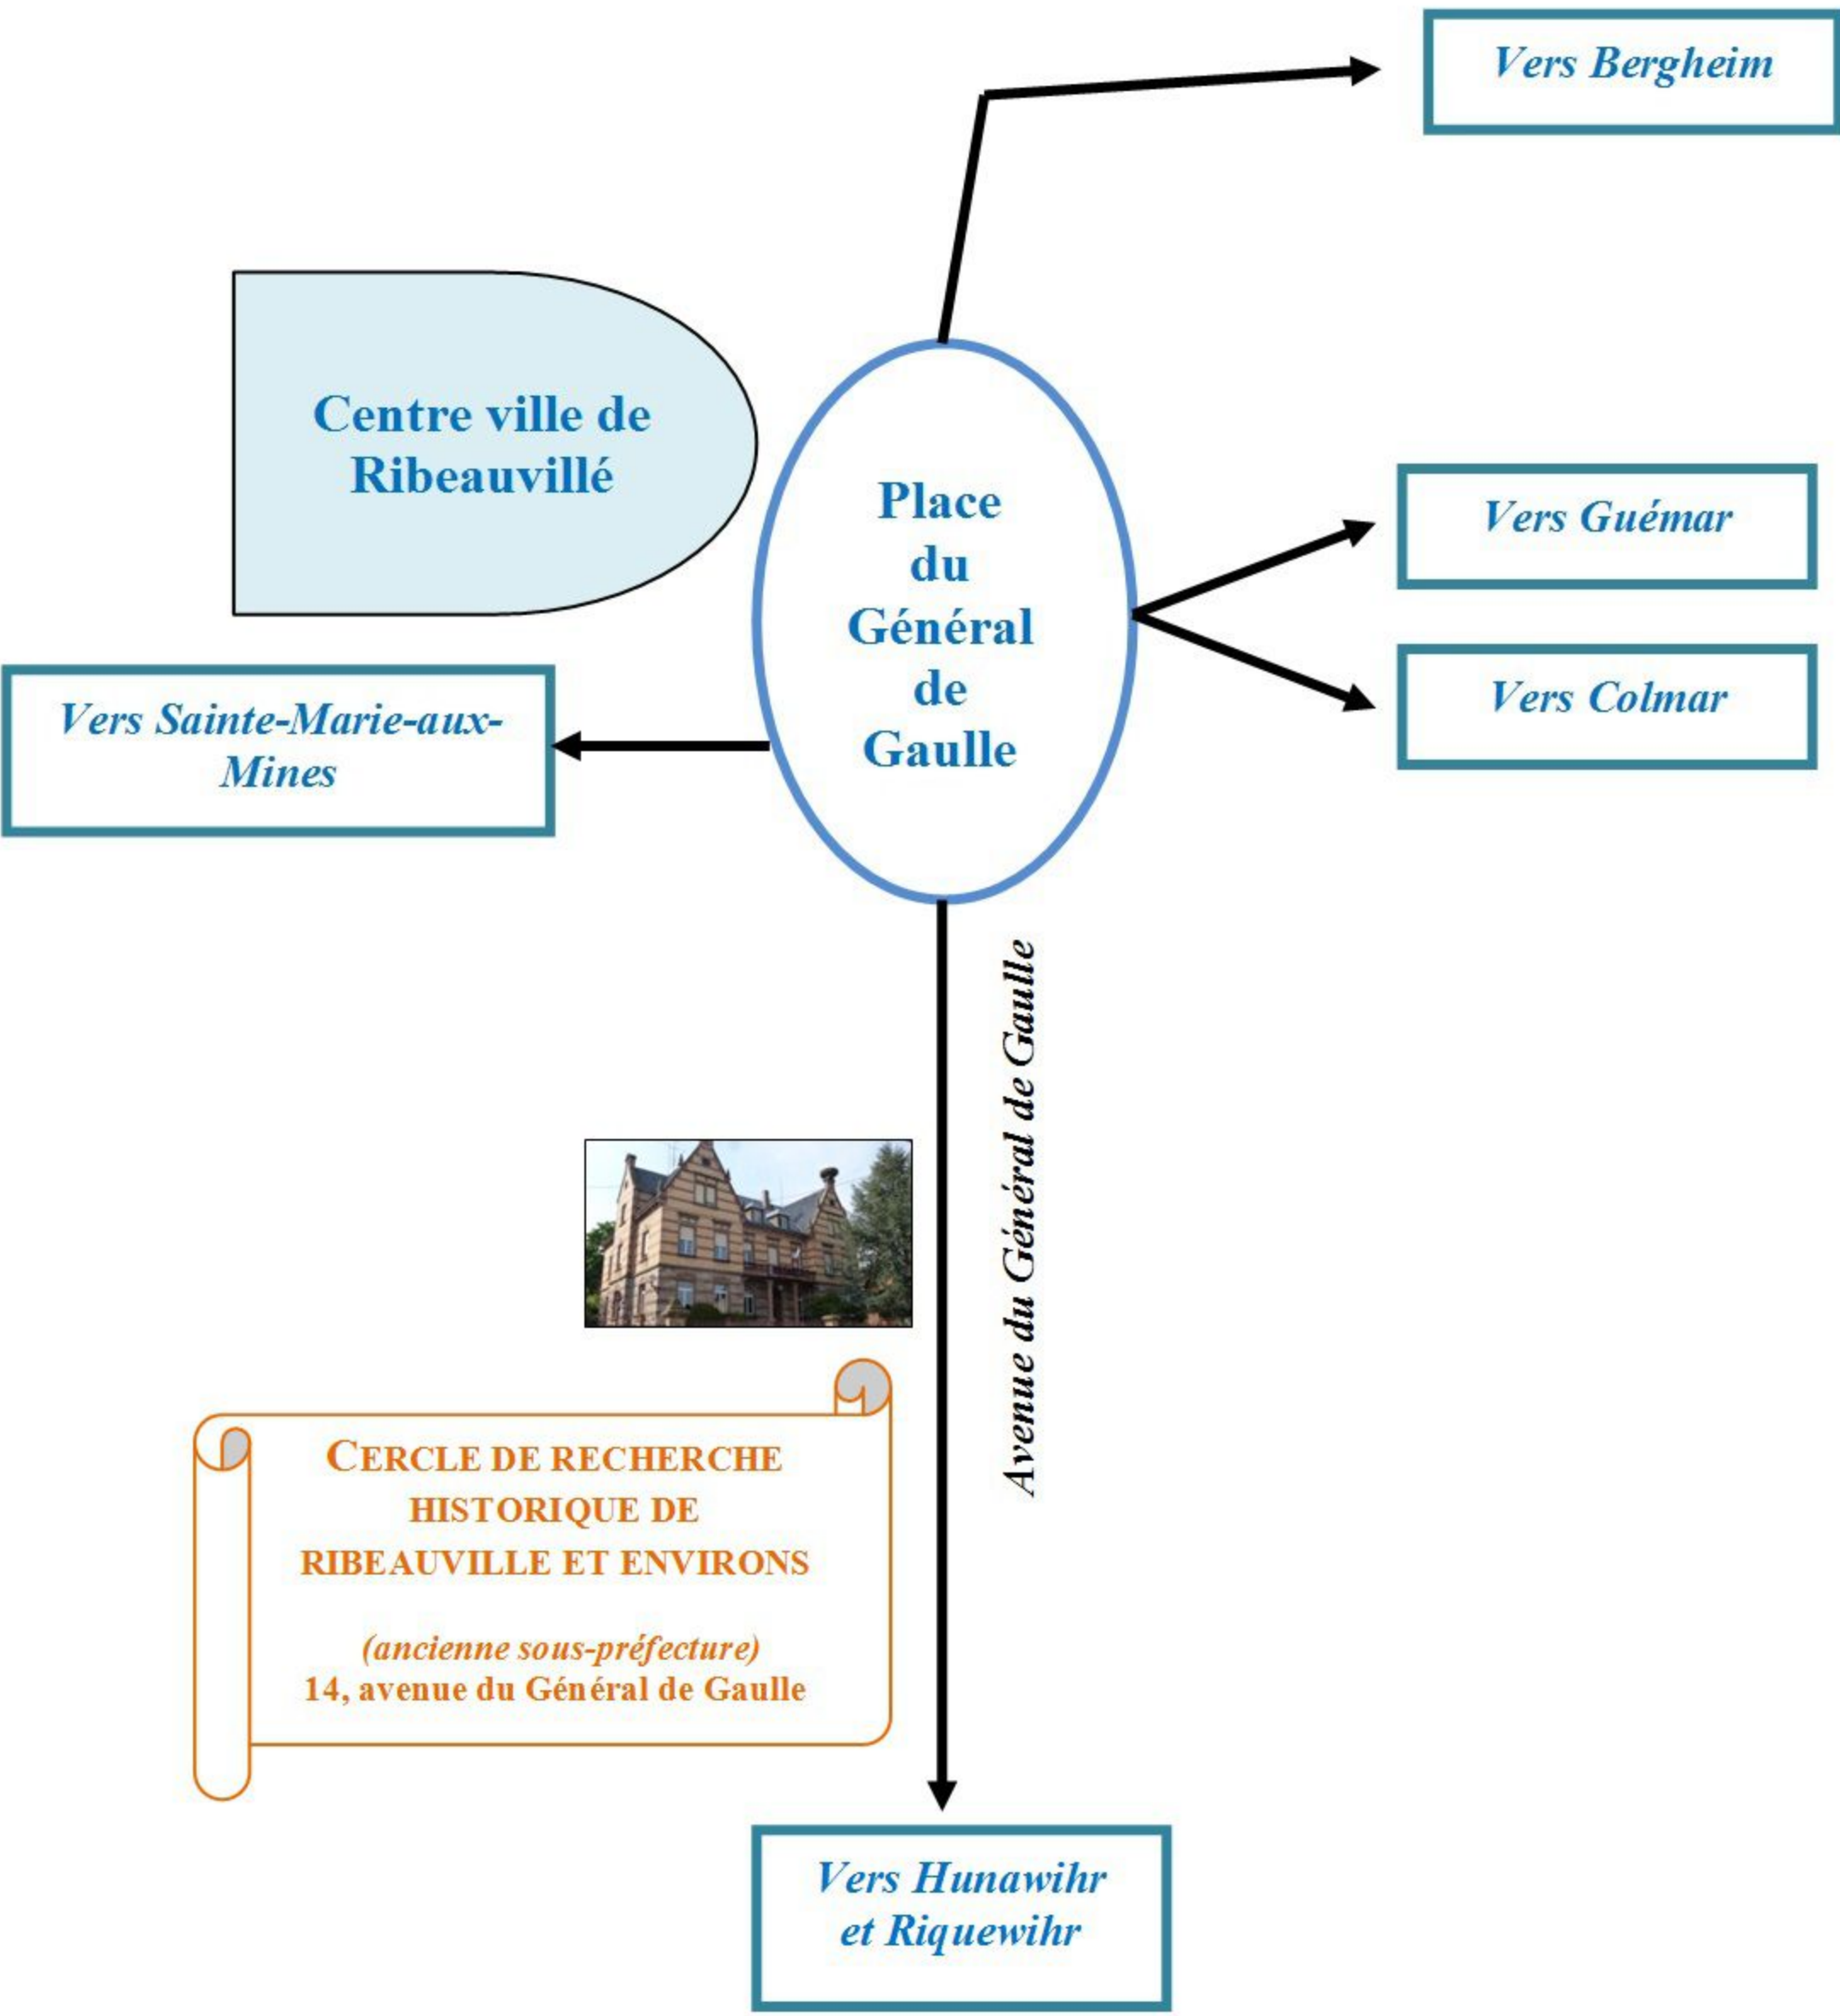 Vers Bergheim
Centre ville de
Ribeauvillé
Place
du
Général
de
Gaulle
Vers Guémar
Vers Colmar
Vers Sainte-Marie-aux-
Mines
Avenue du Général de Gaulle
CERCLE DE RECHERCHE
HISTORIQUE DE
RIBEAUVILLE ET ENVIRONS
(ancienne sous-préfecture)
14, avenue du Général de Gaulle
Vers Hunawihr
et Riquewihr